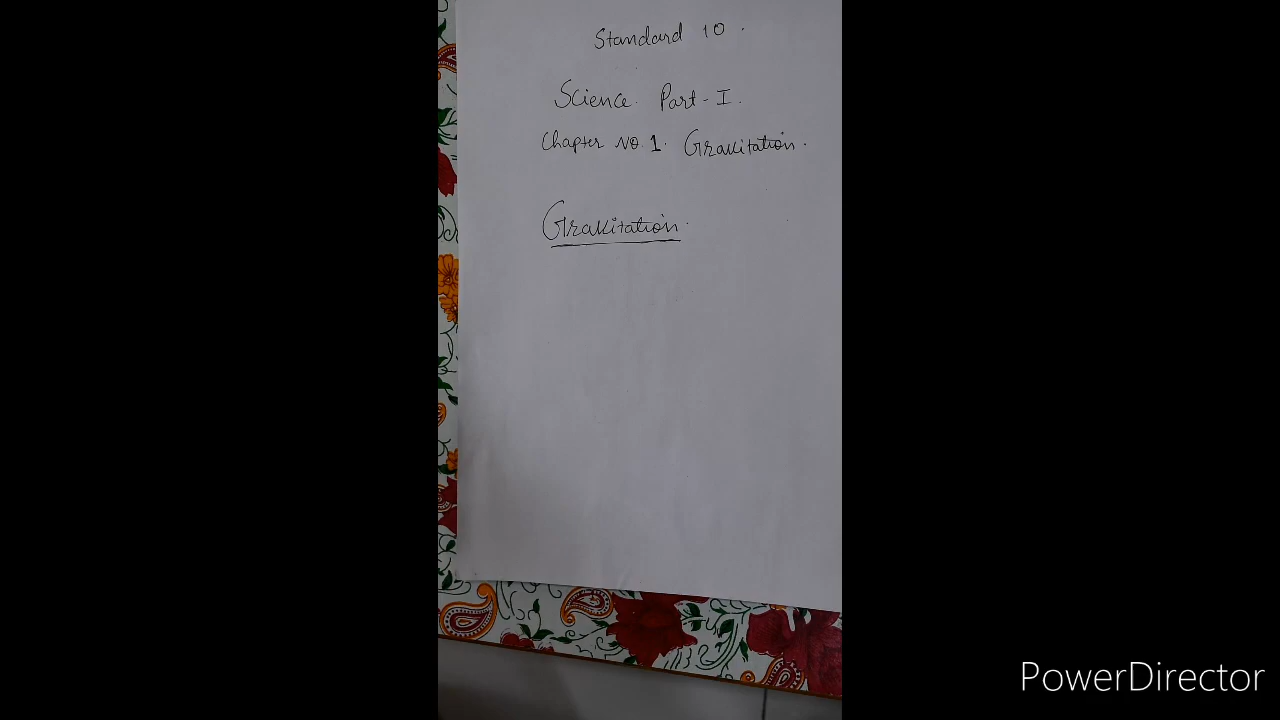 Standard 10.
Science. Part - I.
Chapter No 1. Gravitation.
Gravitation.
PowerDirector